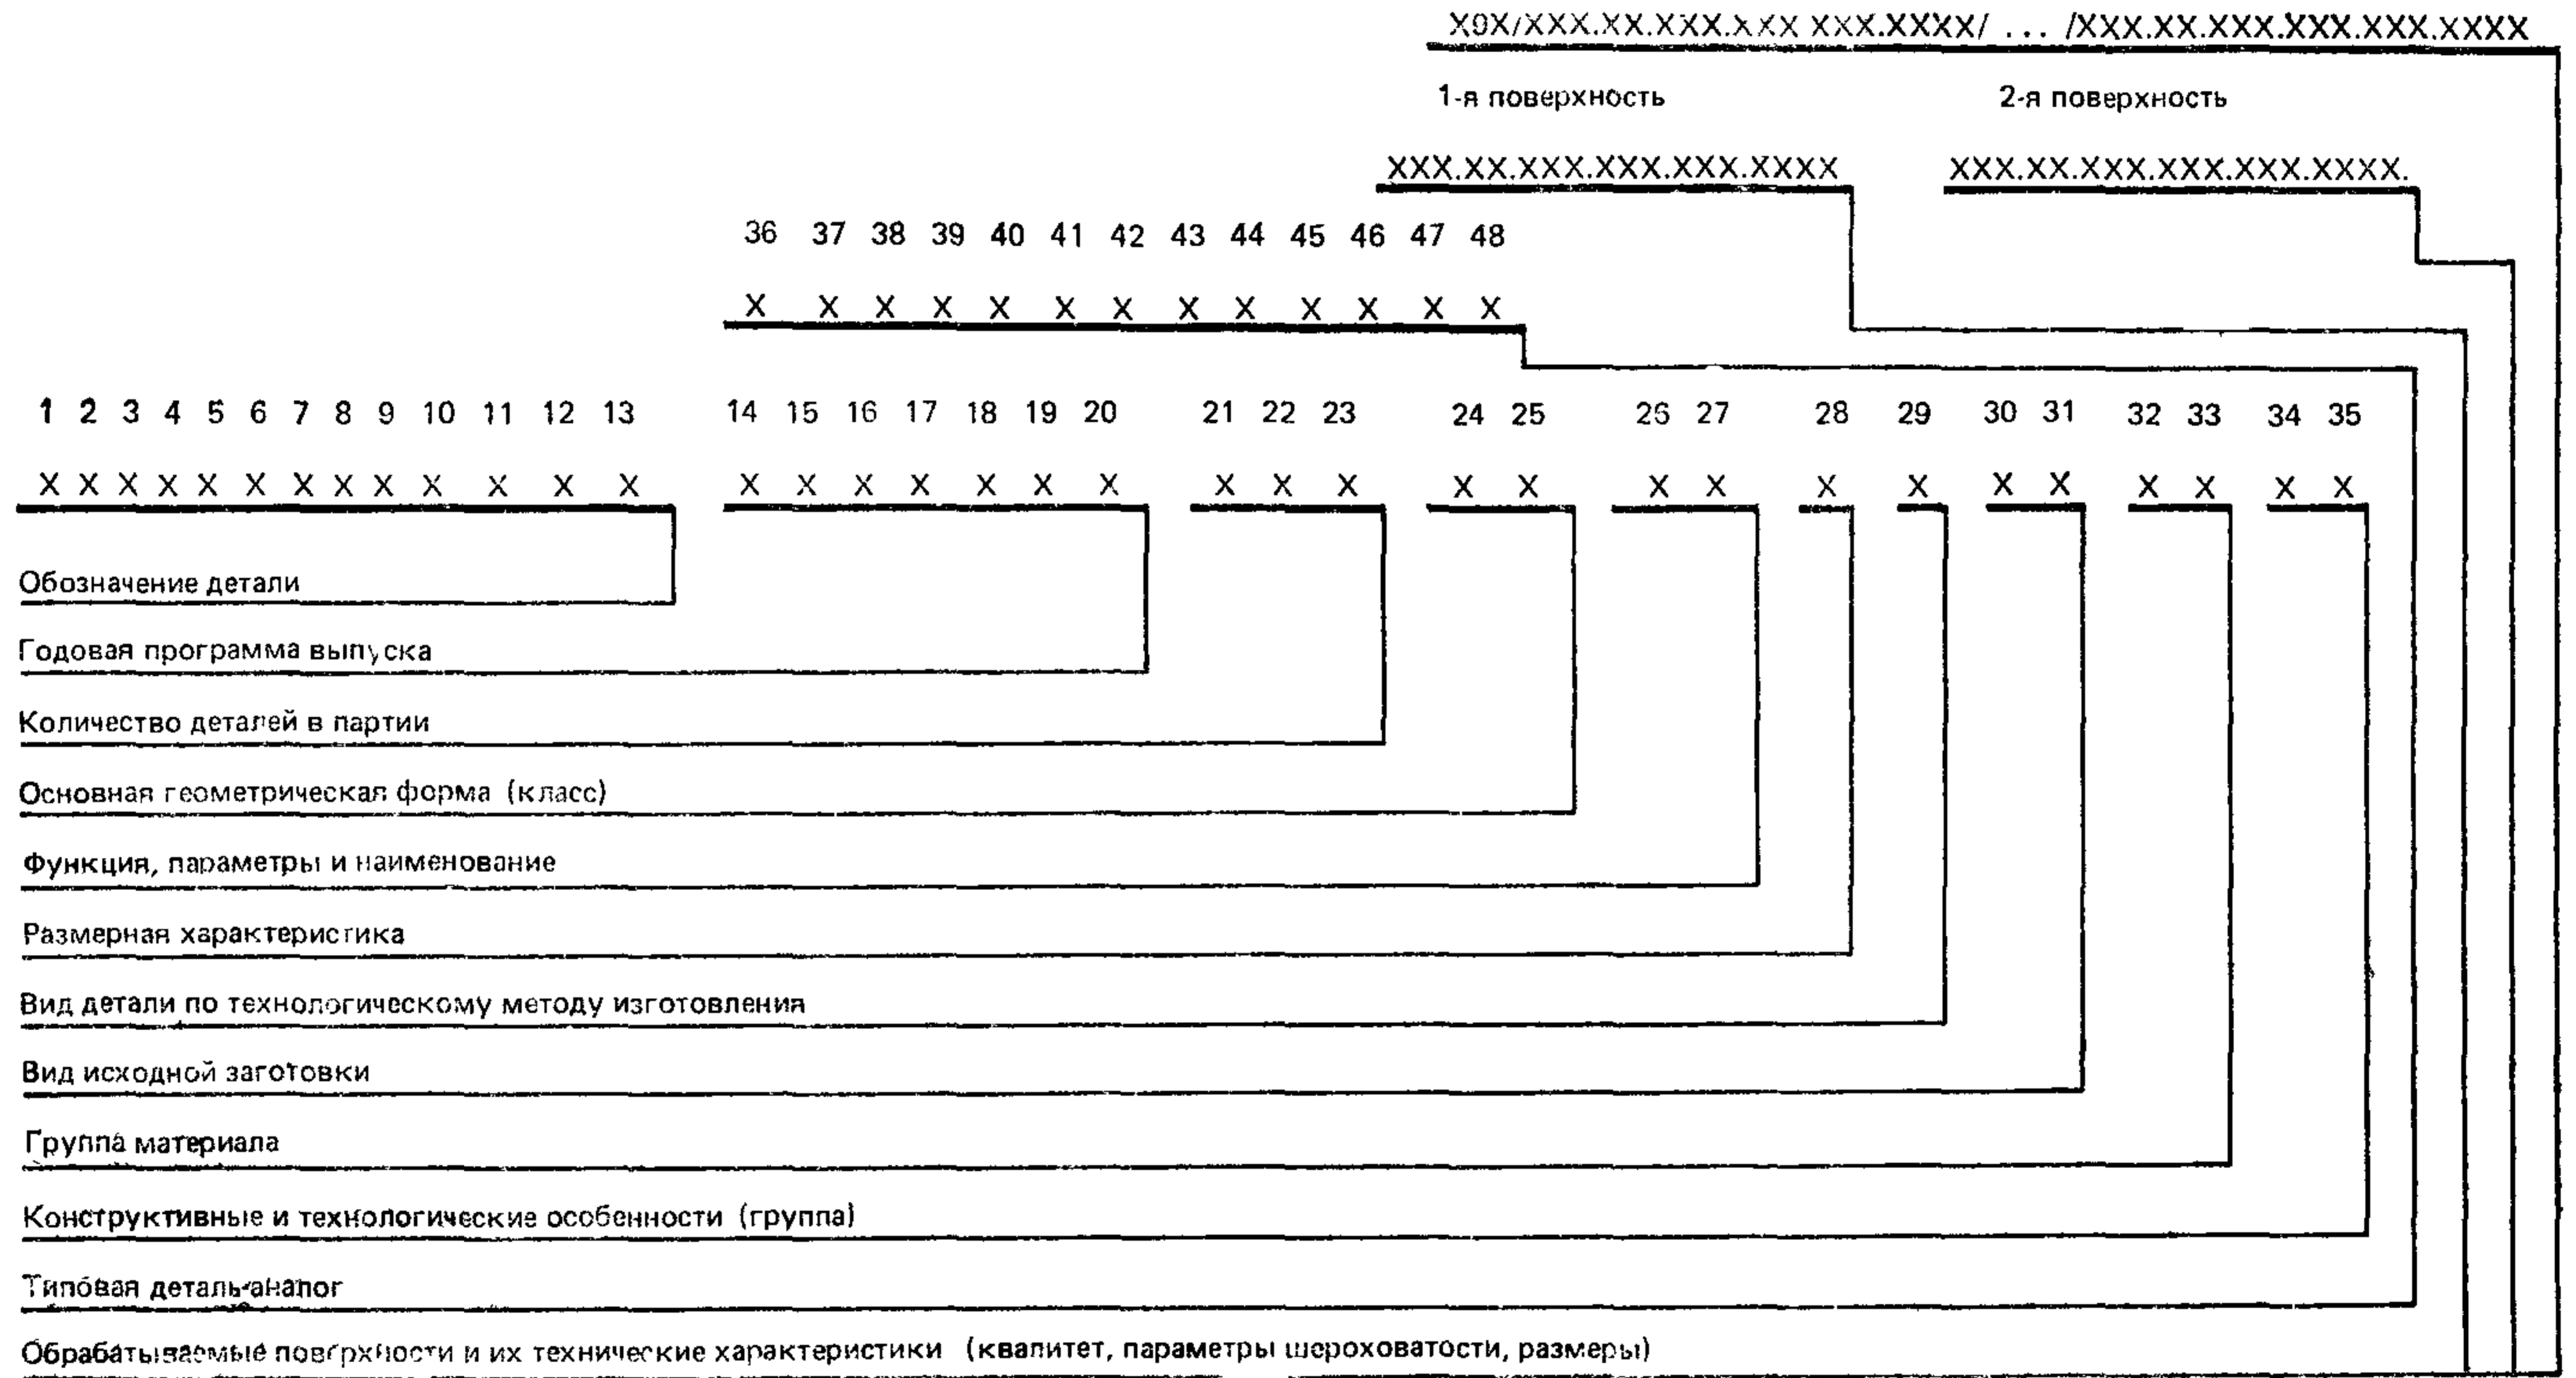 X9X/XXX.XX.XXX.XXX XXX.XXXX/ ... /XXX.XX.XXX.XXX.XXX.XXXX
1-я поверхность 2-я поверхность
XXX.XX.XXX.XXX.XXX.XXXX XXX.XX.XXX.XXX.XXX.XXXX.
36 37 38 39 40 41 42 43 44 45 46 47 48
X X X X X X X X X X X X X
1 2 3 4 5 6 7 8 9 10 11 12 13 14 15 16 17 18 19 20 21 22 23 24 25 26 27 28 29 30 31 32 33 34 35
X X X X X X X X X X X X X X X X X X X X X X X X X X X X X X X X X X X
Обозначение детали
Годовая программа выпуска
Количество деталей в партии
Основная геометрическая форма (класс)
Функция, параметры и наименование
Размерная характеристика
Вид детали по технологическому методу изготовления
Вид исходной заготовки
Группа материала
Конструктивные и технологические особенности (группа)
Типовая деталь-аналог
Обрабатываемые поверхности и их технические характеристики (квалитет, параметры шероховатости, размеры)